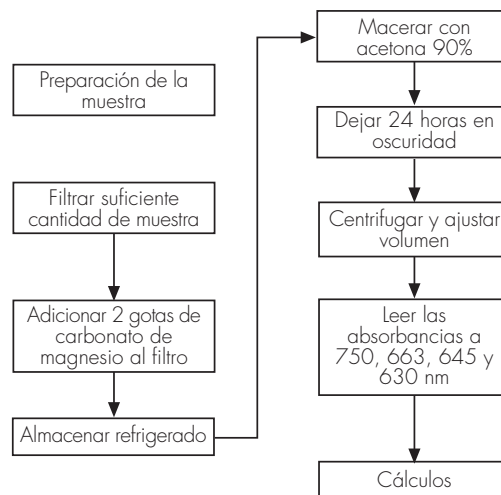 Preparación de la
muestra
Filtrar suficiente
cantidad de muestra
Adicionar 2 gotas de
carbonato de
magnesio al filtro
Almacenar refrigerado
Macerar con
acetona 90%
Dejar 24 horas en
oscuridad
Centrifugar y ajustar
volumen
Leer las
absorbancias a
750, 663, 645 y
630 nm
Cálculos